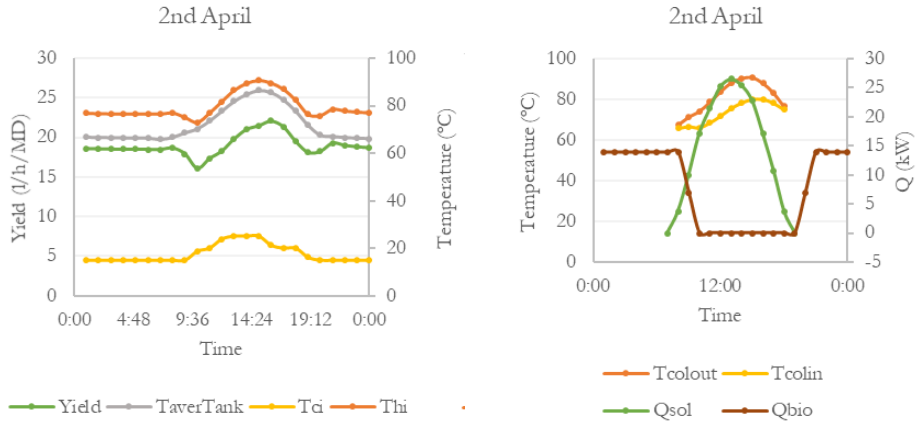 2nd April
30
25
20
15
10
5
0
Yield (l/h/MD)
100
80
60
40
20
0
Temperature (°C)
0:00 4:48 9:36 14:24 19:12 0:00
Time
Yield TaverTank Tci Thi
2nd April
100
80
60
40
20
0
Temperature (°C)
30
25
20
15
10
5
0
-5
Q (kW)
0:00 12:00 0:00
Time
Tcolout Tcolin
Qsol Qbio